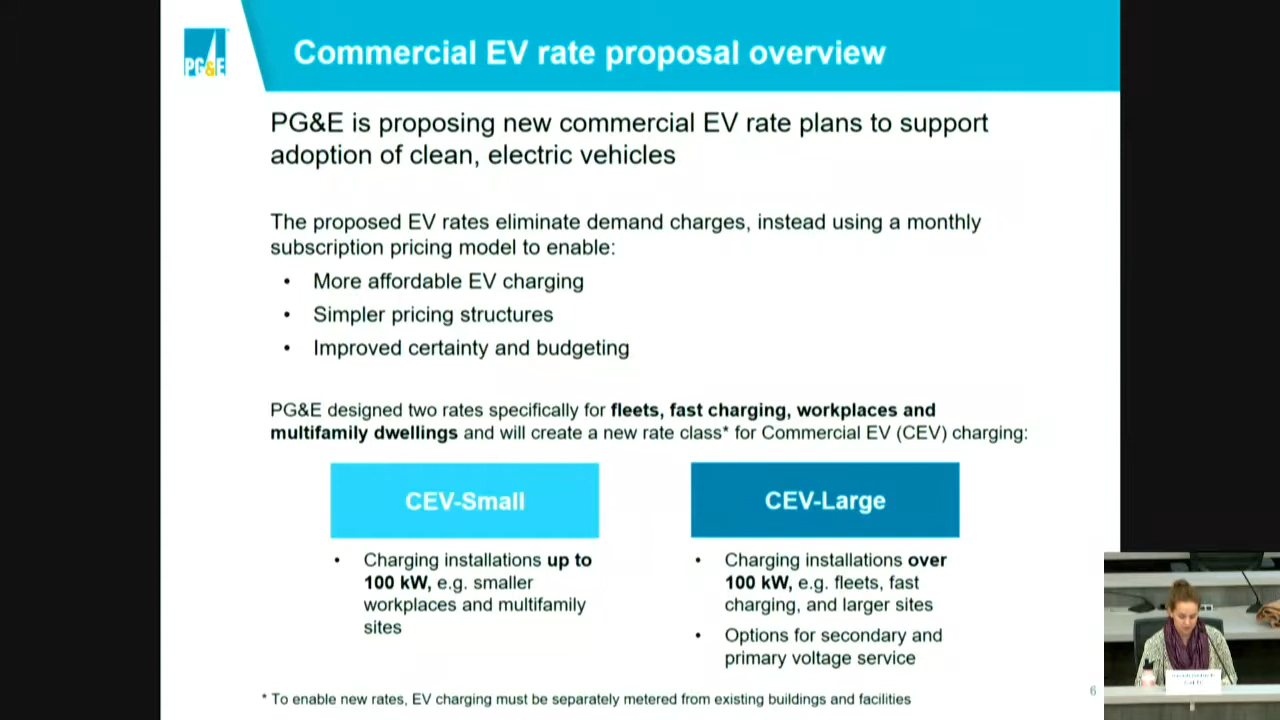 PG&E
Commercial EV rate proposal overview
PG&E is proposing new commercial EV rate plans to support
adoption of clean, electric vehicles
The proposed EV rates eliminate demand charges, instead using a monthly
subscription pricing model to enable:
• More affordable EV charging
• Simpler pricing structures
• Improved certainty and budgeting
PG&E designed two rates specifically for fleets, fast charging, workplaces and
multifamily dwellings and will create a new rate class* for Commercial EV (CEV) charging:
CEV-Small
• Charging installations up to
100 kW, e.g. smaller
workplaces and multifamily
sites
CEV-Large
• Charging installations over
100 kW, e.g. fleets, fast
charging, and larger sites
• Options for secondary and
primary voltage service
* To enable new rates, EV charging must be separately metered from existing buildings and facilities
6